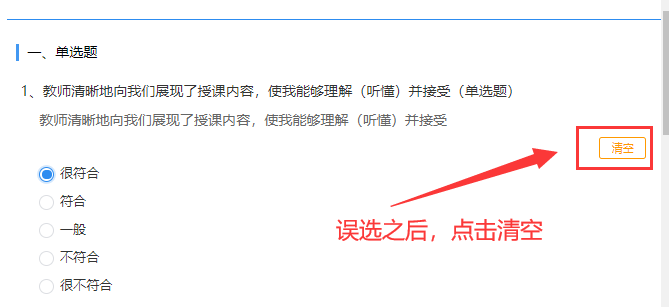 一、单选题
1、教师清晰地向我们展现了授课内容，使我能够理解（听懂）并接受（单选题）
教师清晰地向我们展现了授课内容，使我能够理解（听懂）并接受
清空
很符合
符合
误选之后，点击清空
一般
不符合
很不符合